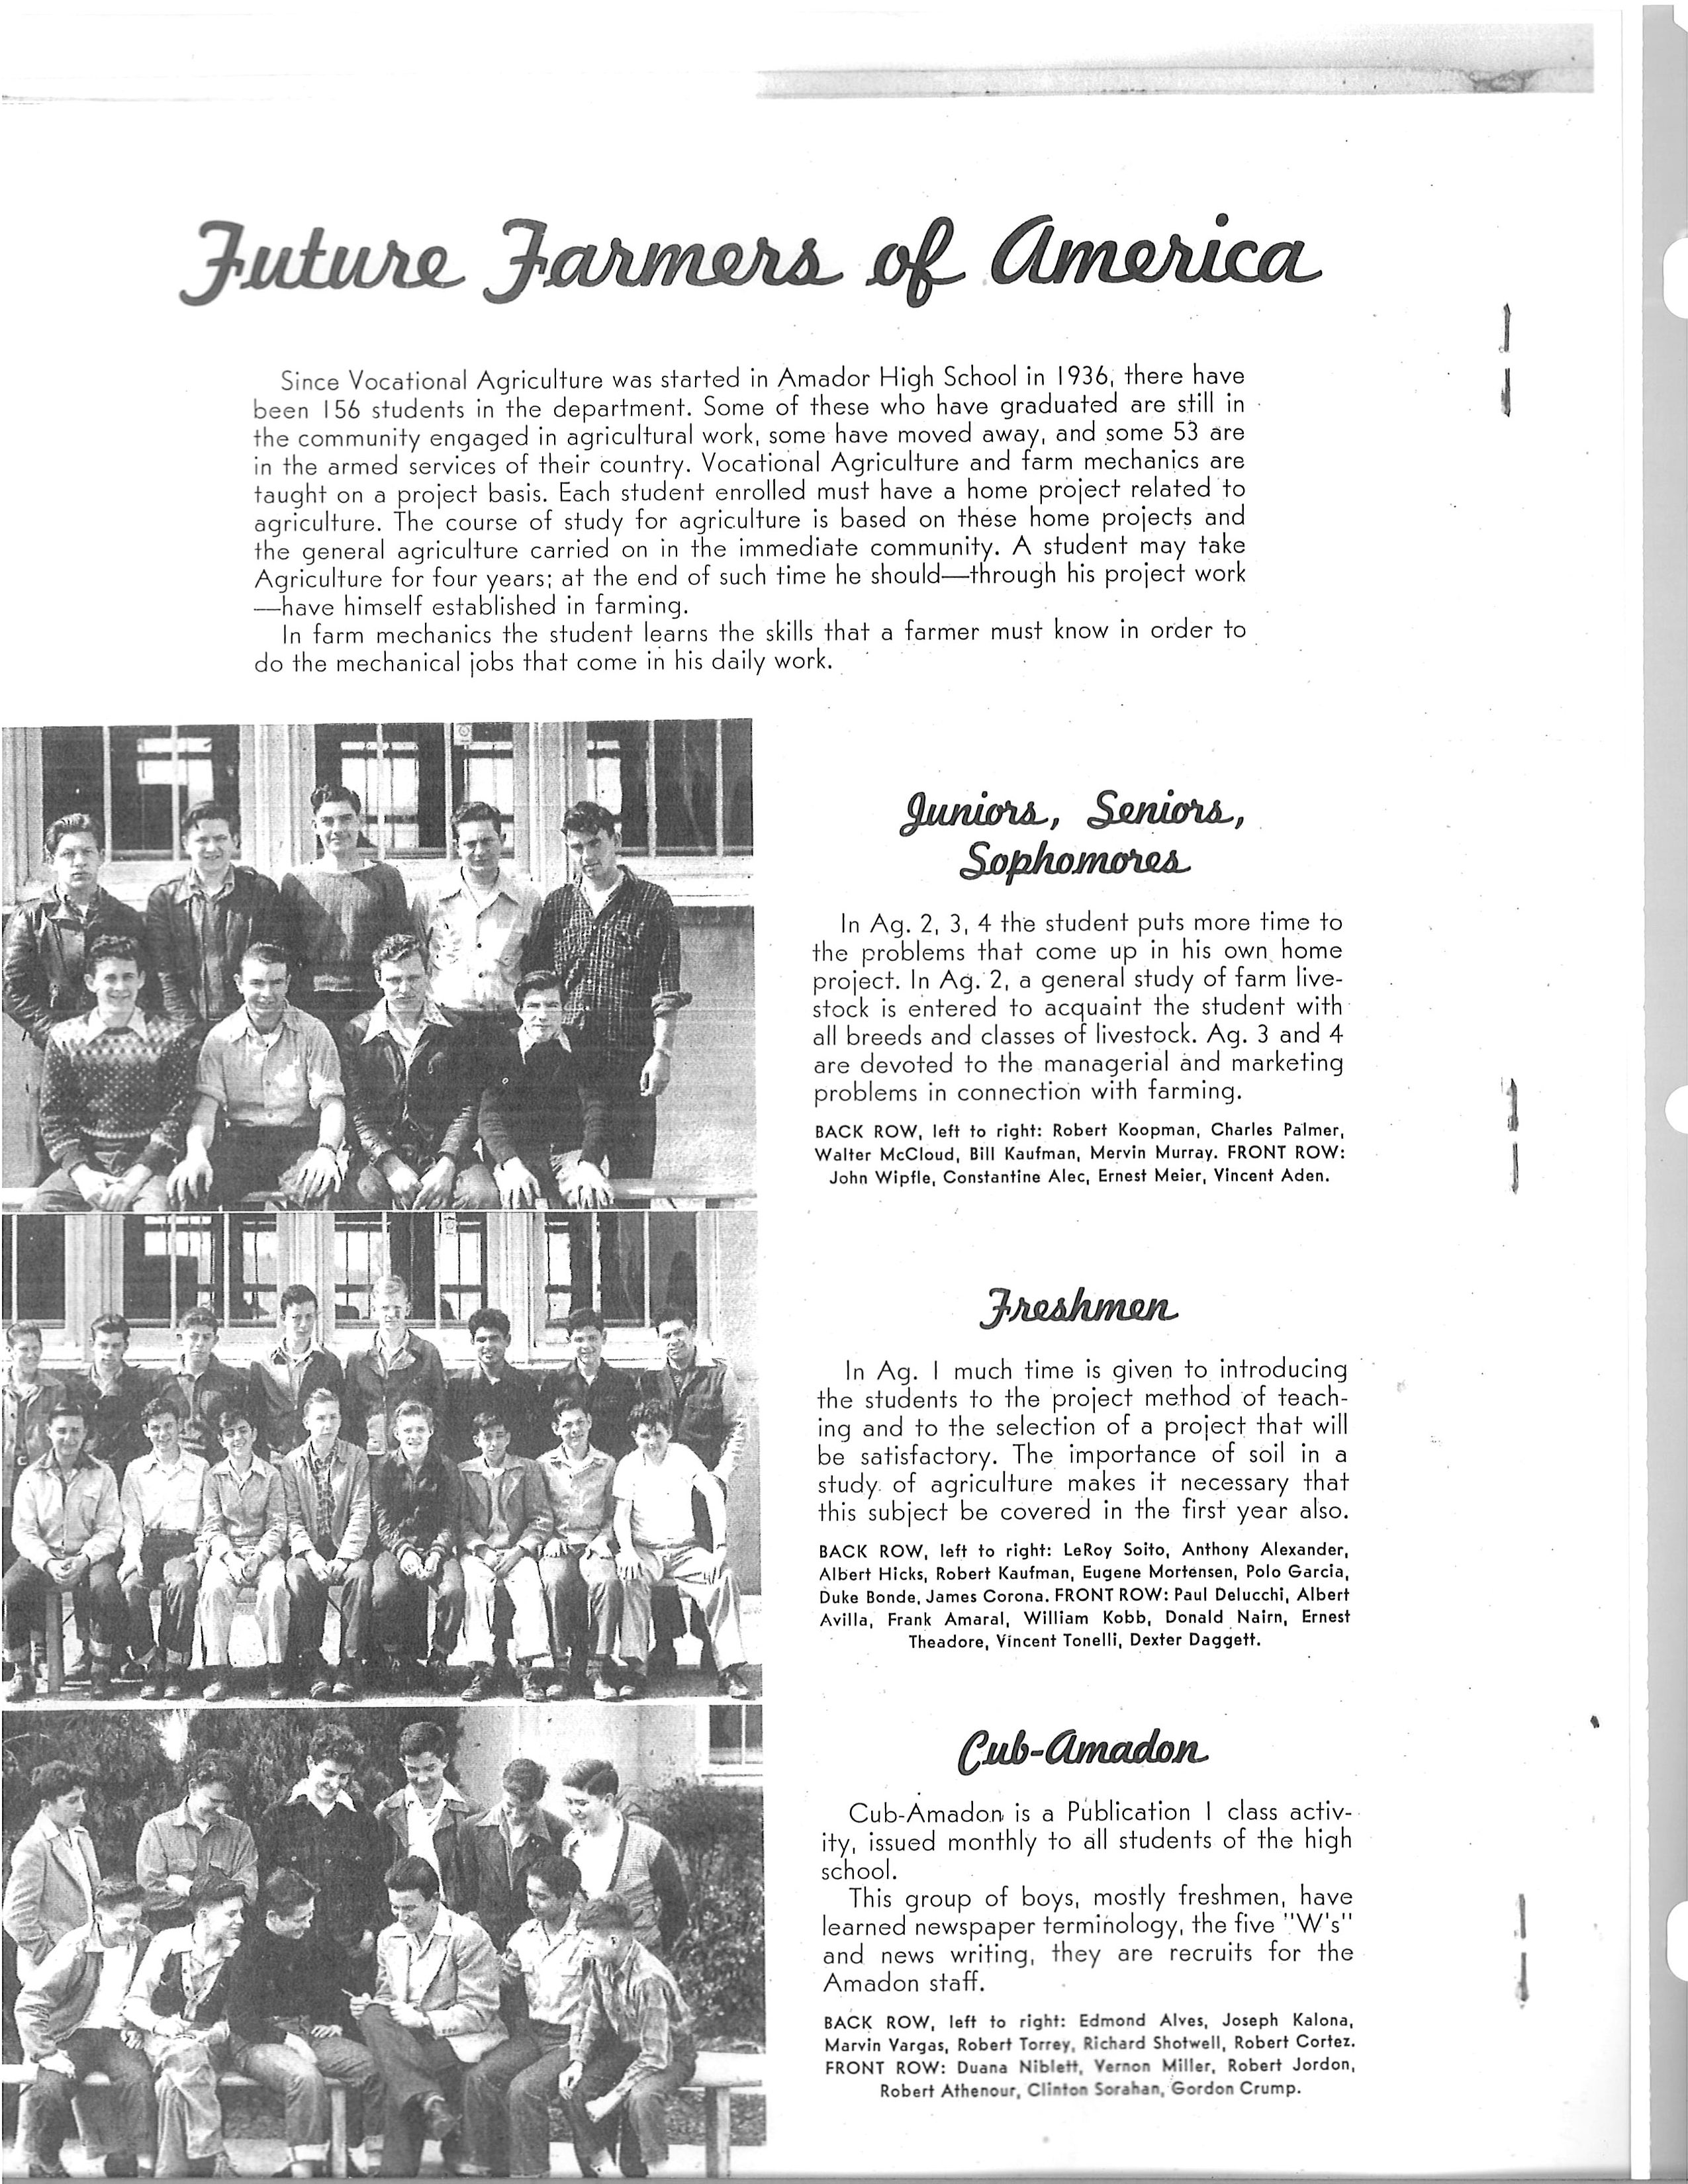 Future Farmers of America
Since Vocational Agriculture was started in Amador High School in 1936, there have
been 156 students in the department. Some of these who have graduated are still in
the community engaged in agricultural work, some have moved away, and some 53 are
in the armed services of their country. Vocational Agriculture and farm mechanics are
taught on a project basis. Each student enrolled must have a home project related to
agriculture. The course of study for agriculture is based on these home projects and
the general agriculture carried on in the immediate community. A student may take
Agriculture for four years; at the end of such time he should—through his project work
—have himself established in farming.
In farm mechanics the student learns the skills that a farmer must know in order to
do the mechanical jobs that come in his daily work.
Juniors, Seniors,
Sophomores
In Ag. 2, 3, 4 the student puts more time to
the problems that come up in his own home
project. In Ag. 2, a general study of farm live-
stock is entered to acquaint the student with
all breeds and classes of livestock. Ag. 3 and 4
are devoted to the managerial and marketing
problems in connection with farming.
BACK ROW, left to right: Robert Koopman, Charles Palmer,
Walter McCloud, Bill Kaufman, Mervin Murray. FRONT ROW:
John Wipfle, Constantine Alec, Ernest Meier, Vincent Aden.
Freshmen
In Ag. 1 much time is given to introducing
the students to the project method of teach-
ing and to the selection of a project that will
be satisfactory. The importance of soil in a
study of agriculture makes it necessary that
this subject be covered in the first year also.
BACK ROW, left to right: LeRoy Soito, Anthony Alexander,
Albert Hicks, Robert Kaufman, Eugene Mortensen, Polo Garcia,
Duke Bonde, James Corona. FRONT ROW: Paul Delucchi, Albert
Avilla, Frank Amaral, William Kobb, Donald Nairn, Ernest
Theadore, Vincent Tonelli, Dexter Daggett.
Cub-Amadon
Cub-Amadon is a Publication 1 class activ-
ity, issued monthly to all students of the high
school.
This group of boys, mostly freshmen, have
learned newspaper terminology, the five "W's"
and news writing, they are recruits for the
Amadon staff.
BACK ROW, left to right: Edmond Alves, Joseph Kalona,
Marvin Vargas, Robert Torrey, Richard Shotwell, Robert Cortez.
FRONT ROW: Duana Niblett, Vernon Miller, Robert Jordon,
Robert Athenour, Clinton Sorahan, Gordon Crump.